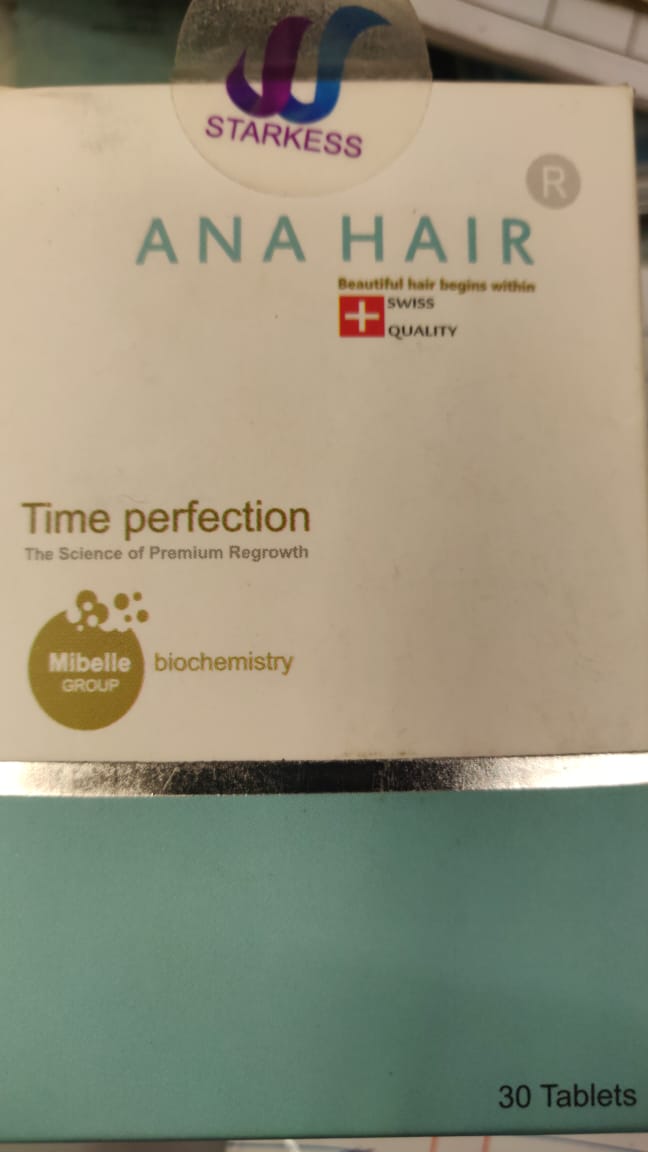 STARKESS
R
ANA HAIR
Beautiful hair begins within
SWISS
QUALITY
Time perfection
The Science of Premium Regrowth
Mibelle
GROUP
biochemistry
30 Tablets